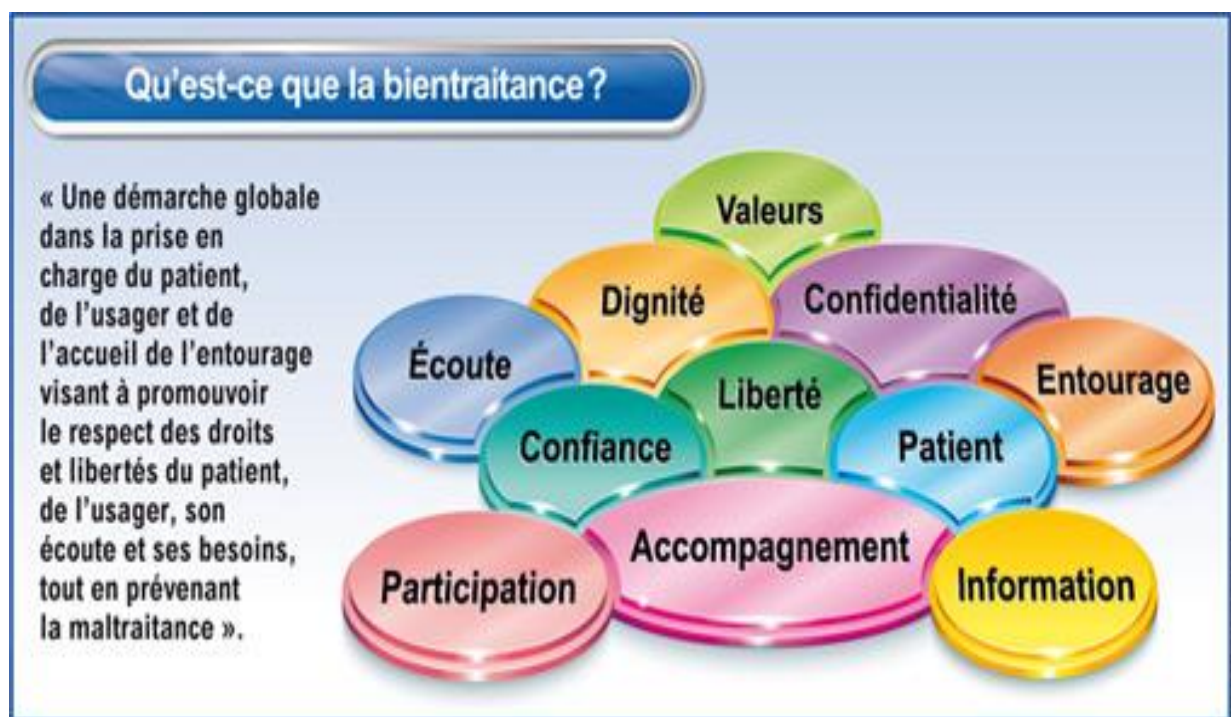 Qu'est-ce que la bientraitance ?
« Une démarche globale
dans la prise en
charge du patient,
de l'usager et de
l'accueil de l'entourage
visant à promouvoir
le respect des droits
et libertés du patient,
de l'usager, son
écoute et ses besoins,
tout en prévenant
la maltraitance ».
Valeurs
Dignité
Confidentialité
Écoute
Liberté
Entourage
Confiance
Patient
Accompagnement
Participation
Information